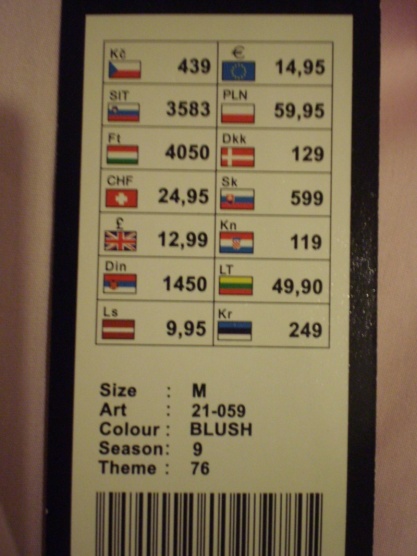 Kč 439 € 14,95
SIT 3583 PLN 59,95
Ft 4050 Dkk 129
CHF 24,95 Sk 599
£ 12,99 Kn 119
Din 1450 LT 49,90
Ls 9,95 Kr 249
Size : M
Art : 21-059
Colour : BLUSH
Season: 9
Theme : 76